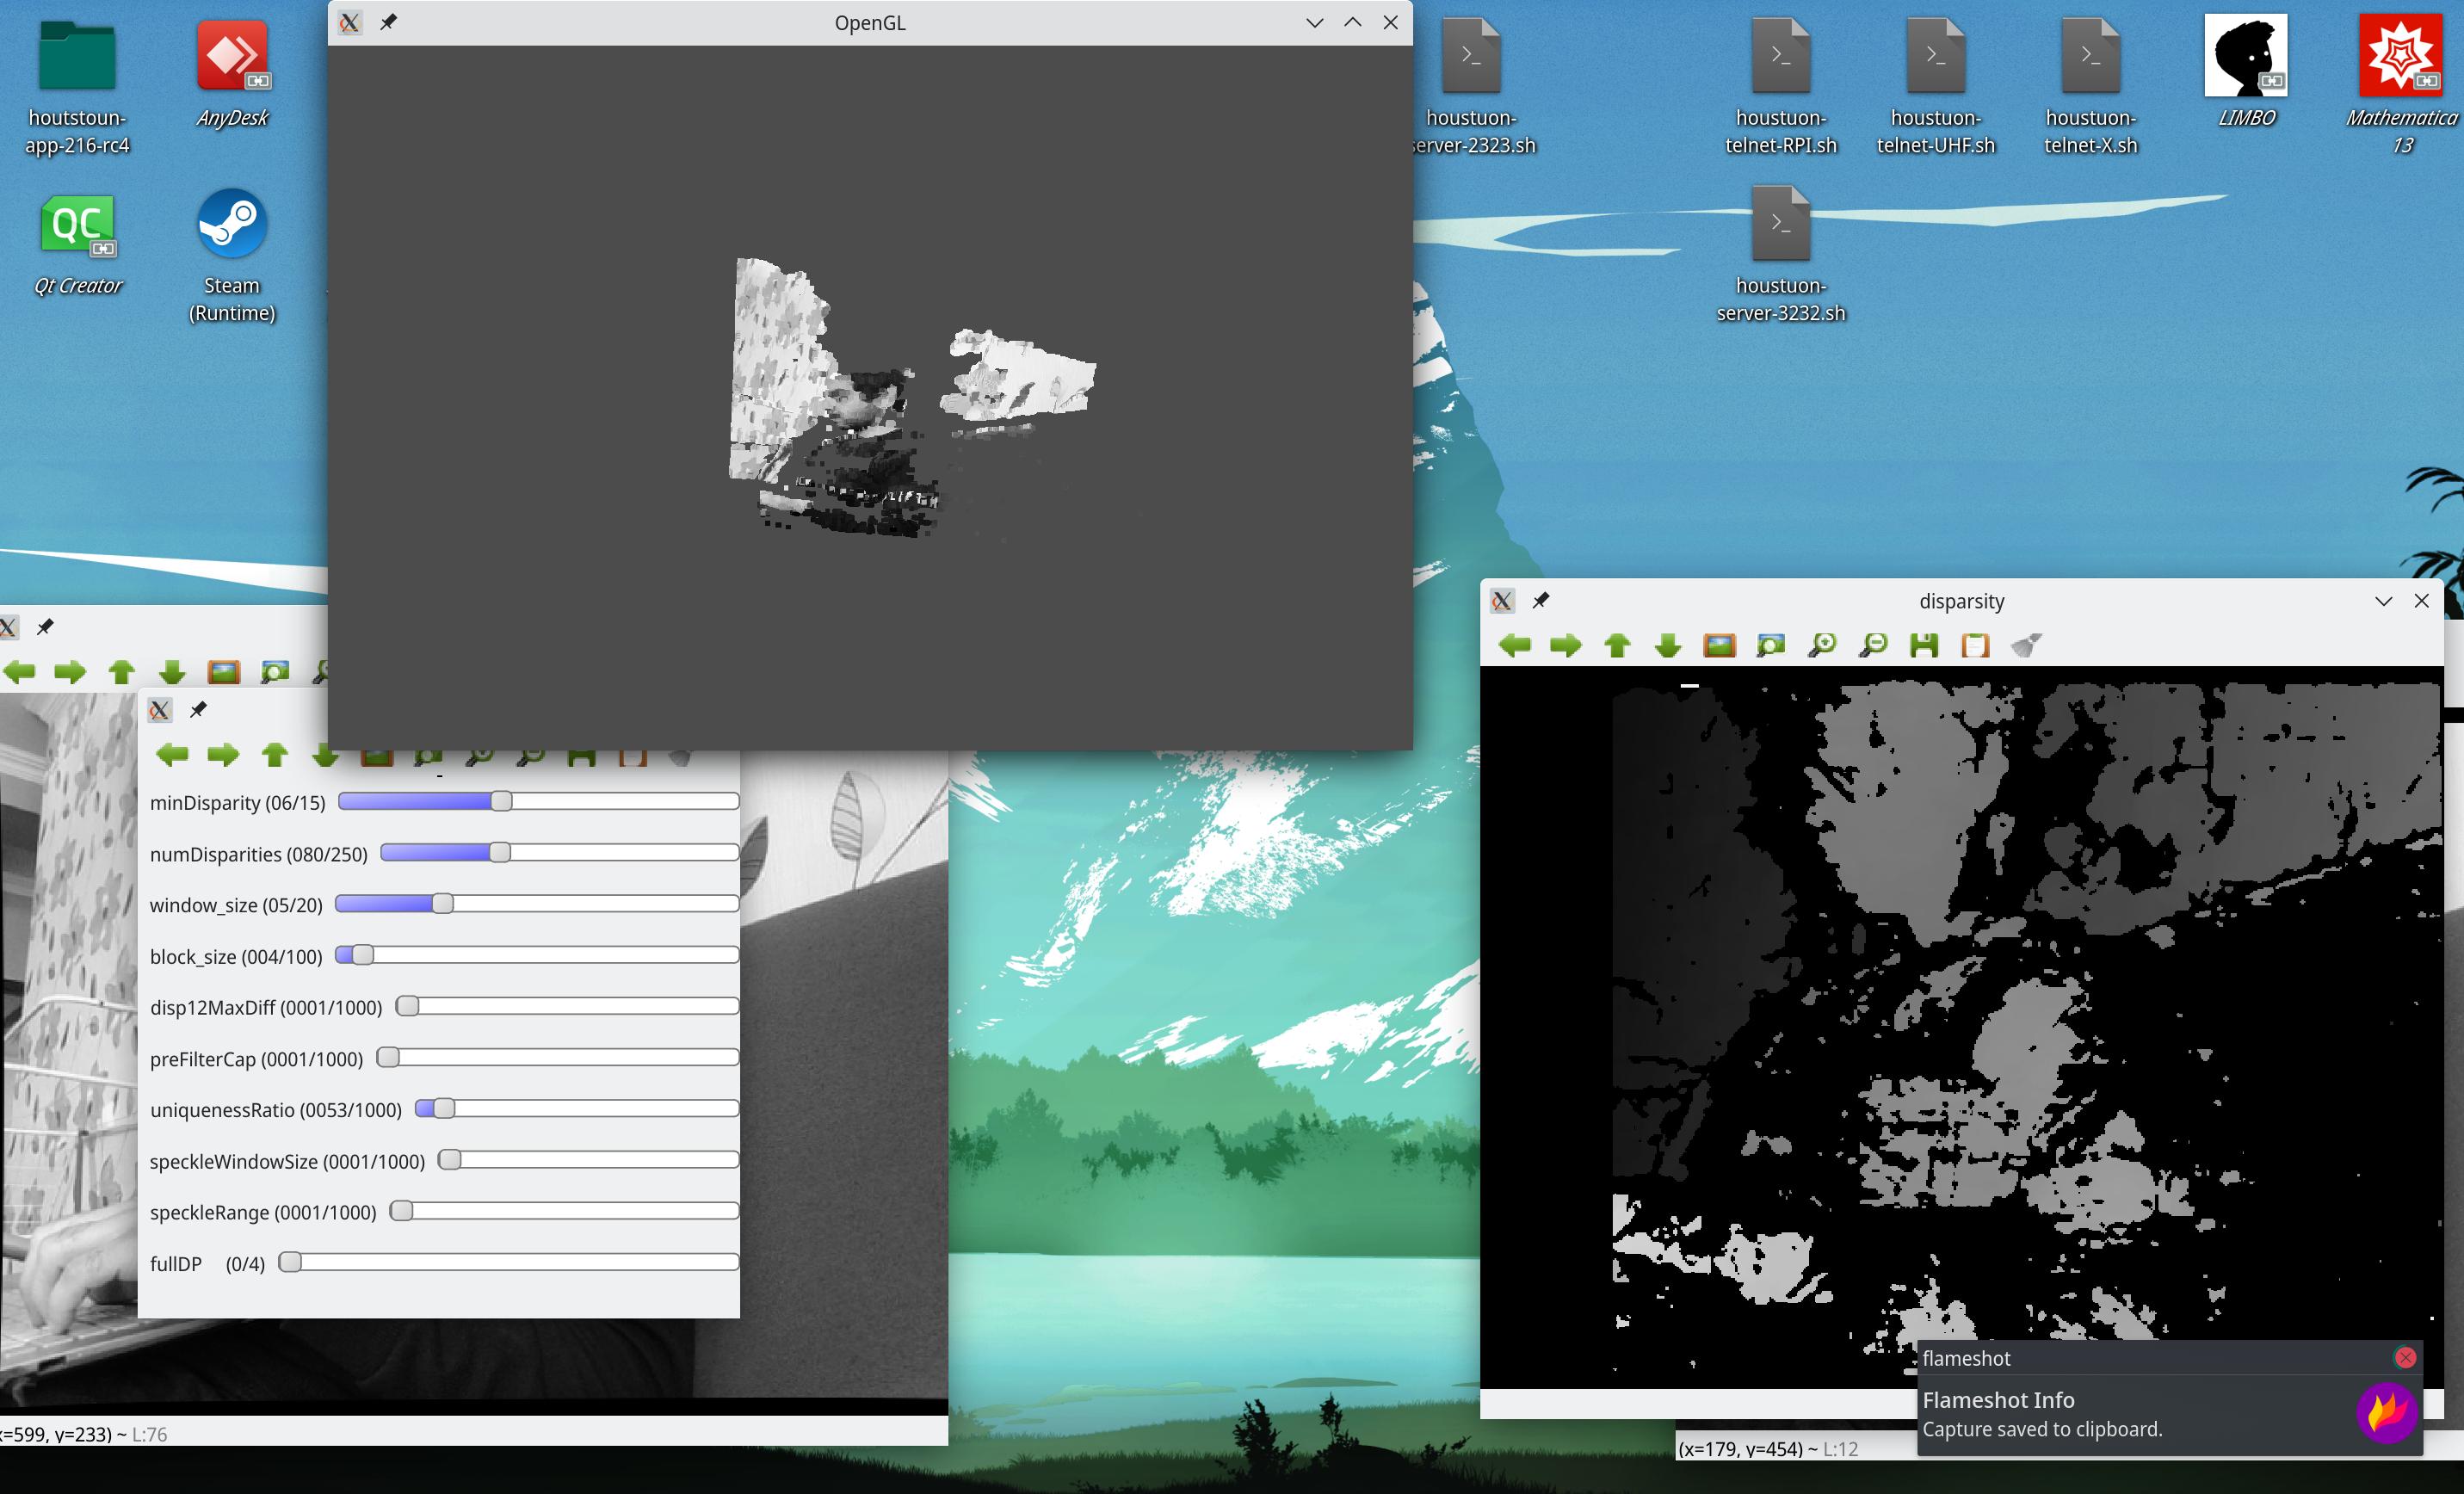 OpenGL
houtstoun-
app-216-rc4
AnyDesk
QC
Qt Creator
Steam
(Runtime)
houstuon-
server-2323.sh
houstuon-
telnet-RPI.sh
houstuon-
telnet-UHF.sh
houstuon-
telnet-X.sh
LIMBO
Mathematica
13
houstuon-
server-3232.sh
disparsity
minDisparity (06/15)
numDisparities (080/250)
window_size (05/20)
block_size (004/100)
disp12MaxDiff (0001/1000)
preFilterCap (0001/1000)
uniquenessRatio (0053/1000)
speckleWindowSize (0001/1000)
speckleRange (0001/1000)
fullDP (0/4)
x=599, y=233) ~ L:76
(x=179, y=454) ~ L:12
flameshot
Flameshot Info
Capture saved to clipboard.